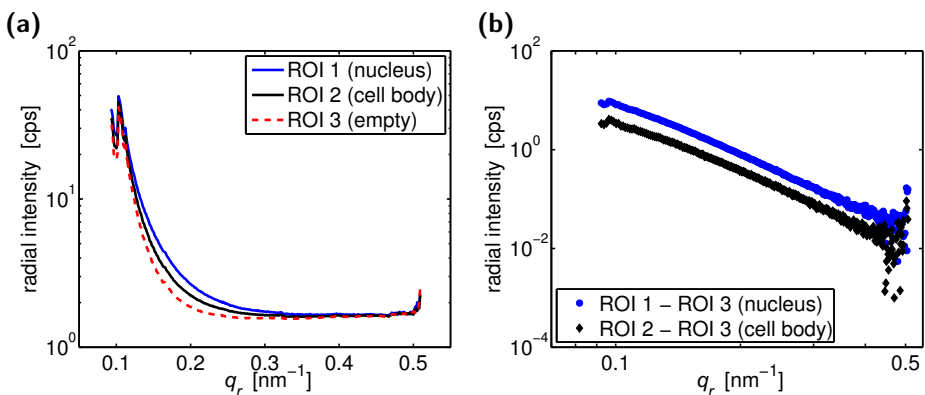 (a)
radial intensity [cps]
10²
10¹
10⁰
ROI 1 (nucleus)
ROI 2 (cell body)
ROI 3 (empty)
0.1 0.2 0.3 0.4 0.5
qᵣ [nm⁻¹]
(b)
radial intensity [cps]
10²
10⁰
10⁻²
10⁻⁴
ROI 1 − ROI 3 (nucleus)
ROI 2 − ROI 3 (cell body)
0.1 0.5
qᵣ [nm⁻¹]